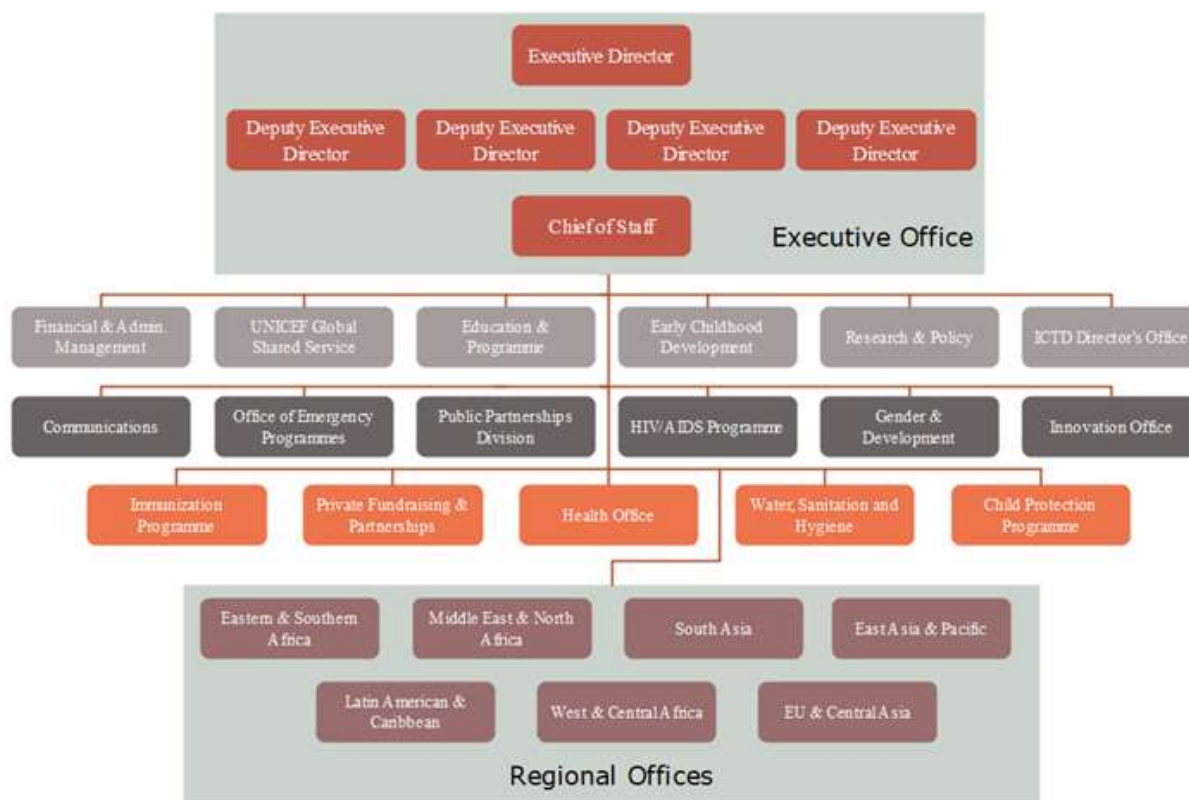 Executive Director
Deputy Executive
Director
Deputy Executive
Director
Deputy Executive
Director
Deputy Executive
Director
Chief of Staff
Executive Office
Financial & Admin.
Management
UNICEF Global
Shared Service
Education &
Programme
Early Childhood
Development
Research & Policy
ICTD Director's Office
Communications
Office of Emergency
Programmes
Public Partnerships
Division
HIV/AIDS Programme
Gender &
Development
Innovation Office
Immunization
Programme
Private Fundraising &
Partnerships
Health Office
Water, Sanitation and
Hygiene
Child Protection
Programme
Eastern & Southern
Africa
Middle East & North
Africa
South Asia
East Asia & Pacific
Latin American &
Caribbean
West & Central Africa
EU & Central Asia
Regional Offices